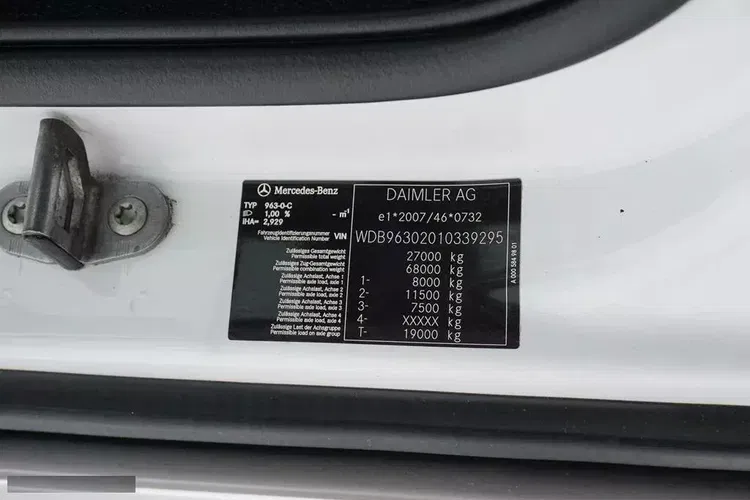 Mercedes-Benz DAIMLER AG
TYP 963-0-C
1,00 % - m⁻¹ e1*2007/46*0732
IHA= 2,929
Fahrzeugidentifizierungsnummer
Vehicle Identification Number VIN WDB96302010339295
Zulässiges Gesamtgewicht
Permissible total weight 27000 kg
Zulässiges Zug-Gesamtgewicht
Permissible combination weight 68000 kg
Zulässige Achslast, Achse 1
Permissible axle load, axle 1 1- 8000 kg
Zulässige Achslast, Achse 2
Permissible axle load, axle 2 2- 11500 kg
Zulässige Achslast, Achse 3
Permissible axle load, axle 3 3- 7500 kg
Zulässige Achslast, Achse 4
Permissible axle load, axle 4 4- XXXXX kg
Zulässige Last der Achsgruppe
Permissible load on axle group T- 19000 kg
A 000 584 98 01